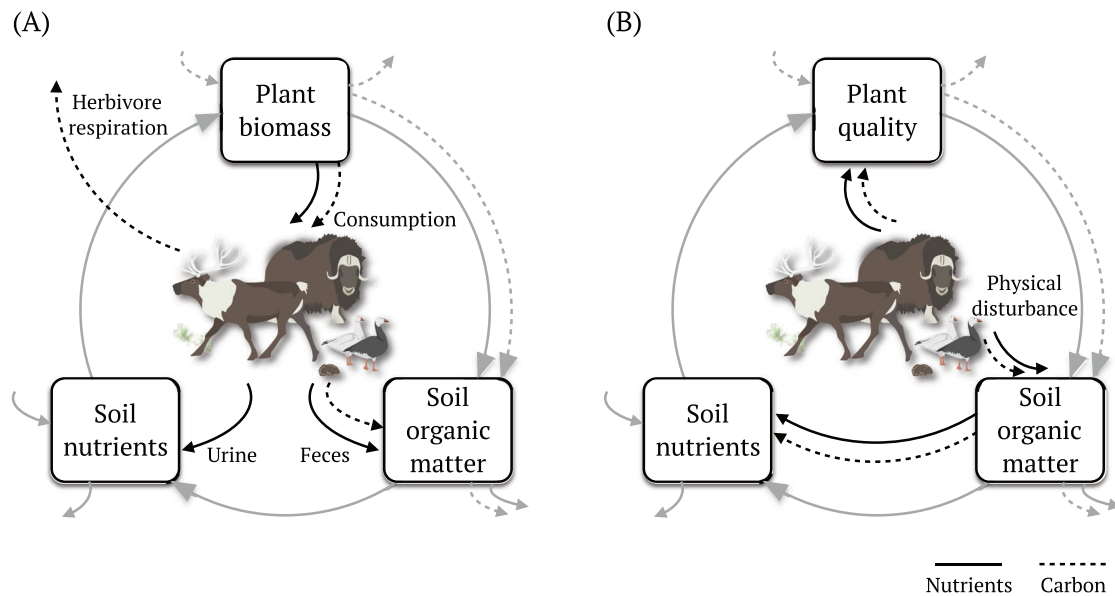 (A)
Plant
biomass
Herbivore
respiration
Consumption
Soil
nutrients
Urine
Feces
Soil
organic
matter
(B)
Plant
quality
Physical
disturbance
Soil
nutrients
Soil
organic
matter
Nutrients
Carbon